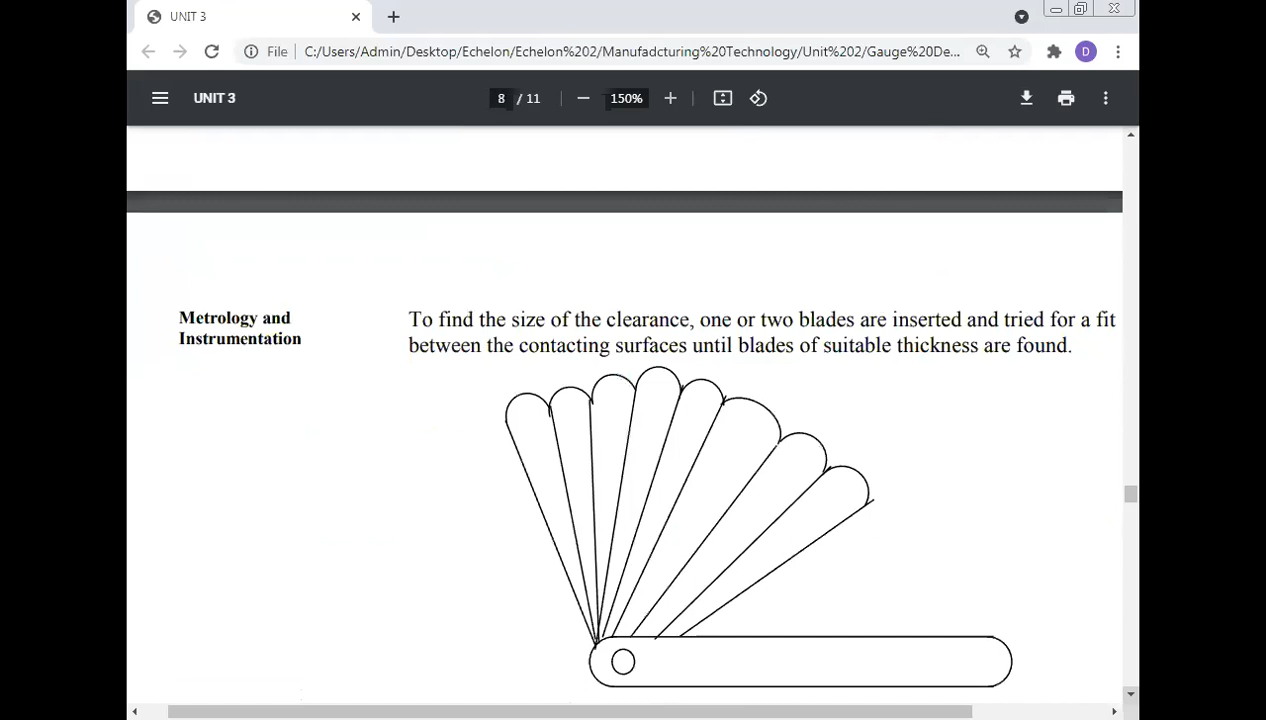 UNIT 3
File
C:/Users/Admin/Desktop/Echelon/Echelon%202/Manufadcturing%20Technology/Unit%202/Gauge%20De...
D
UNIT 3
8 / 11
150%
Metrology and
Instrumentation
To find the size of the clearance, one or two blades are inserted and tried for a fit
between the contacting surfaces until blades of suitable thickness are found.